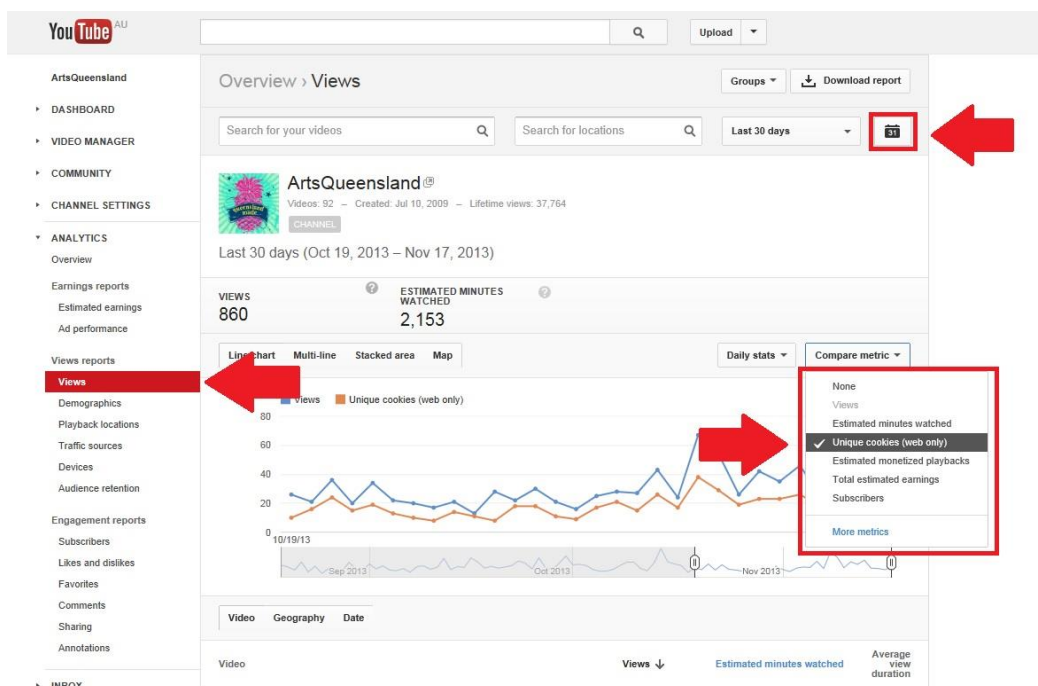 YouTube AU
Upload
ArtsQueensland
DASHBOARD
VIDEO MANAGER
COMMUNITY
CHANNEL SETTINGS
ANALYTICS
Overview
Earnings reports
Estimated earnings
Ad performance
Views reports
Views
Demographics
Playback locations
Traffic sources
Devices
Audience retention
Engagement reports
Subscribers
Likes and dislikes
Favorites
Comments
Sharing
Annotations
INBOX
Overview › Views
Groups
Download report
Search for your videos
Search for locations
Last 30 days
31
ArtsQueensland
Videos: 92 – Created: Jul 10, 2009 – Lifetime views: 37,764
CHANNEL
Last 30 days (Oct 19, 2013 – Nov 17, 2013)
VIEWS
860
ESTIMATED MINUTES
WATCHED
2,153
Line chart Multi-line Stacked area Map
Daily stats
Compare metric
None
Views
Estimated minutes watched
Unique cookies (web only)
Estimated monetized playbacks
Total estimated earnings
Subscribers
More metrics
Views Unique cookies (web only)
80
60
40
20
0
10/19/13
Sep 2013
Oct 2013
Nov 2013
Video Geography Date
Video
Views
Estimated minutes watched
Average
view
duration